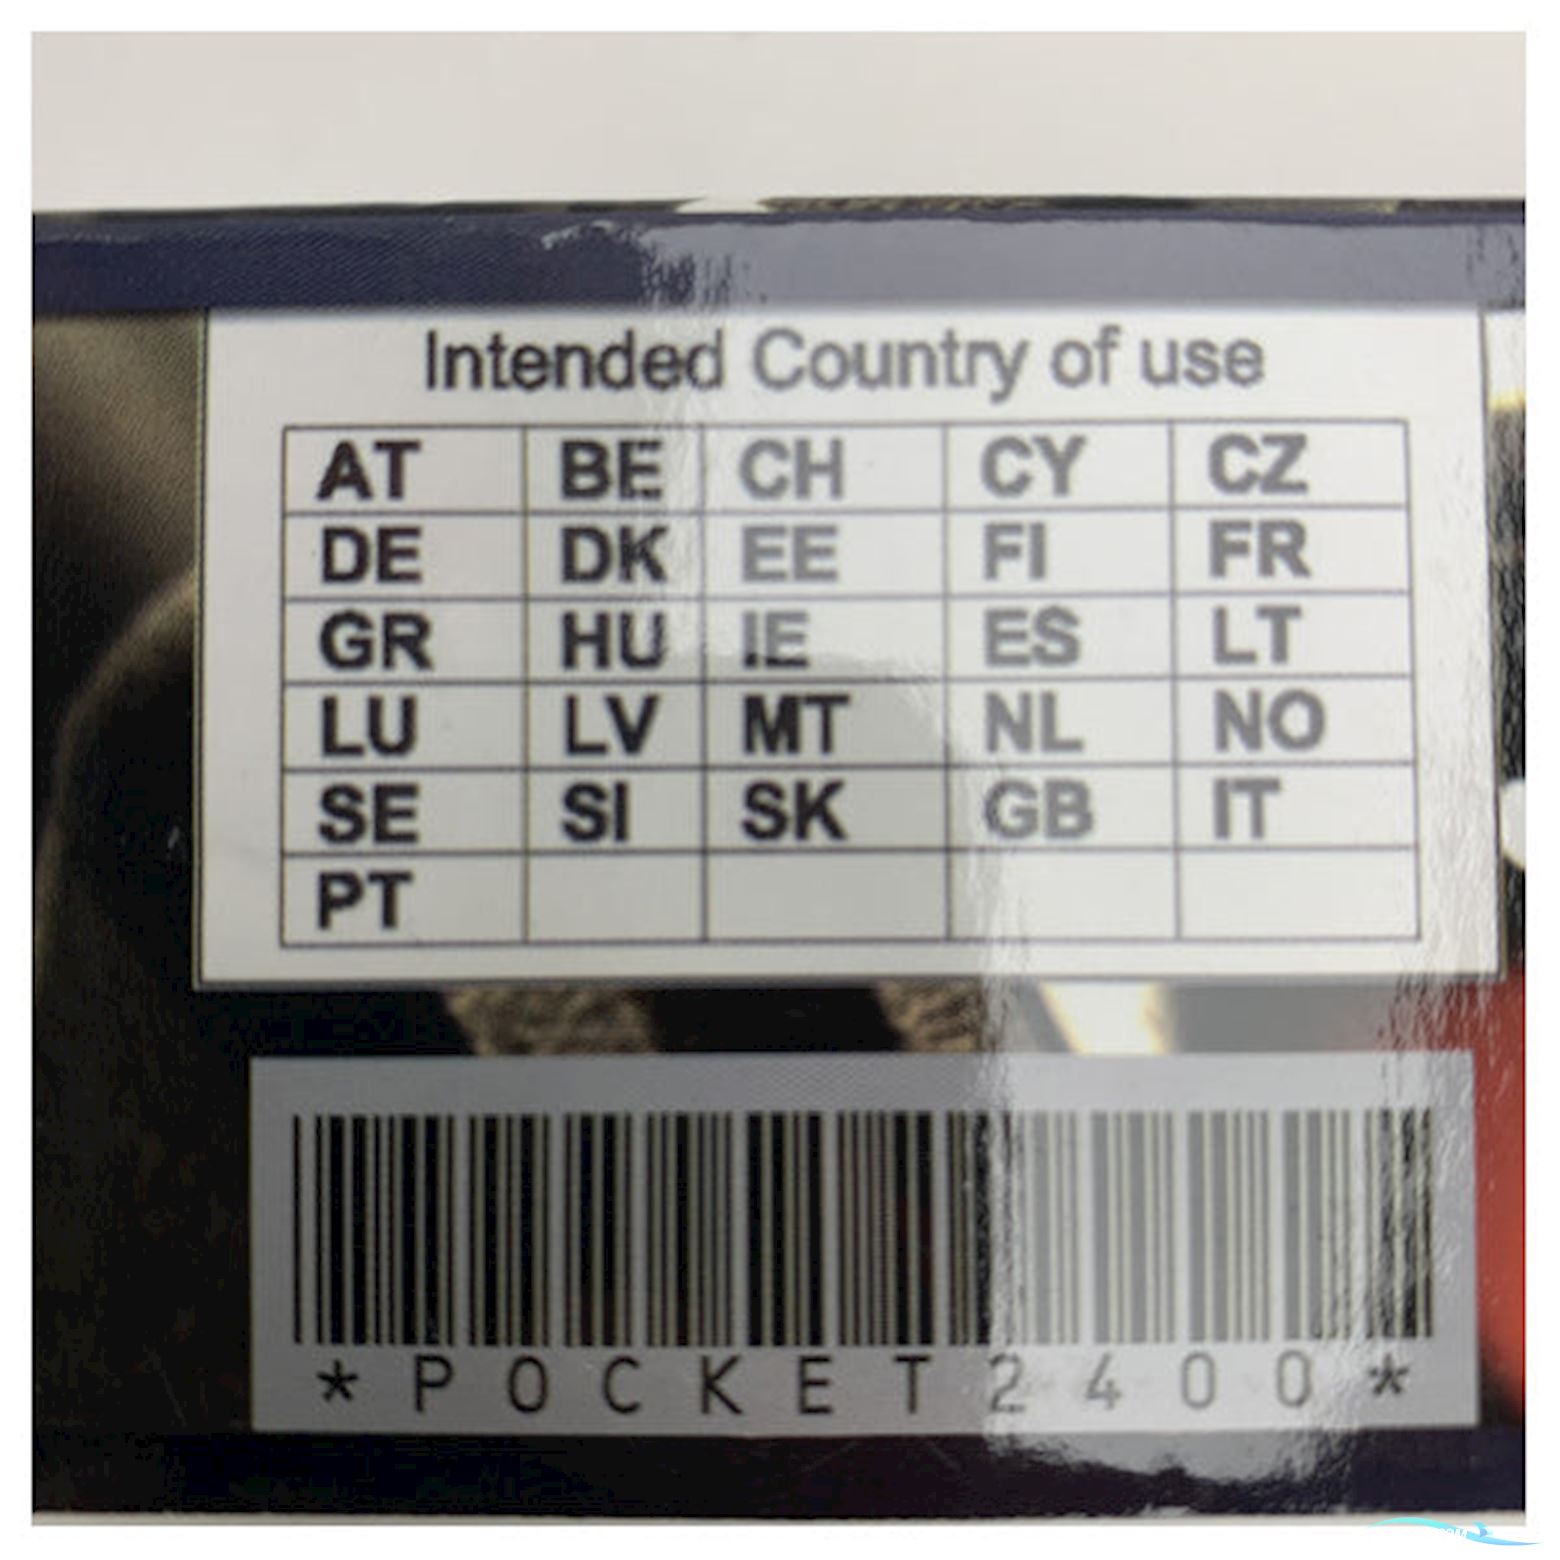 Intended Country of use
AT BE CH CY CZ
DE DK EE FI FR
GR HU IE ES LT
LU LV MT NL NO
SE SI SK GB IT
PT
*POCKET2400*